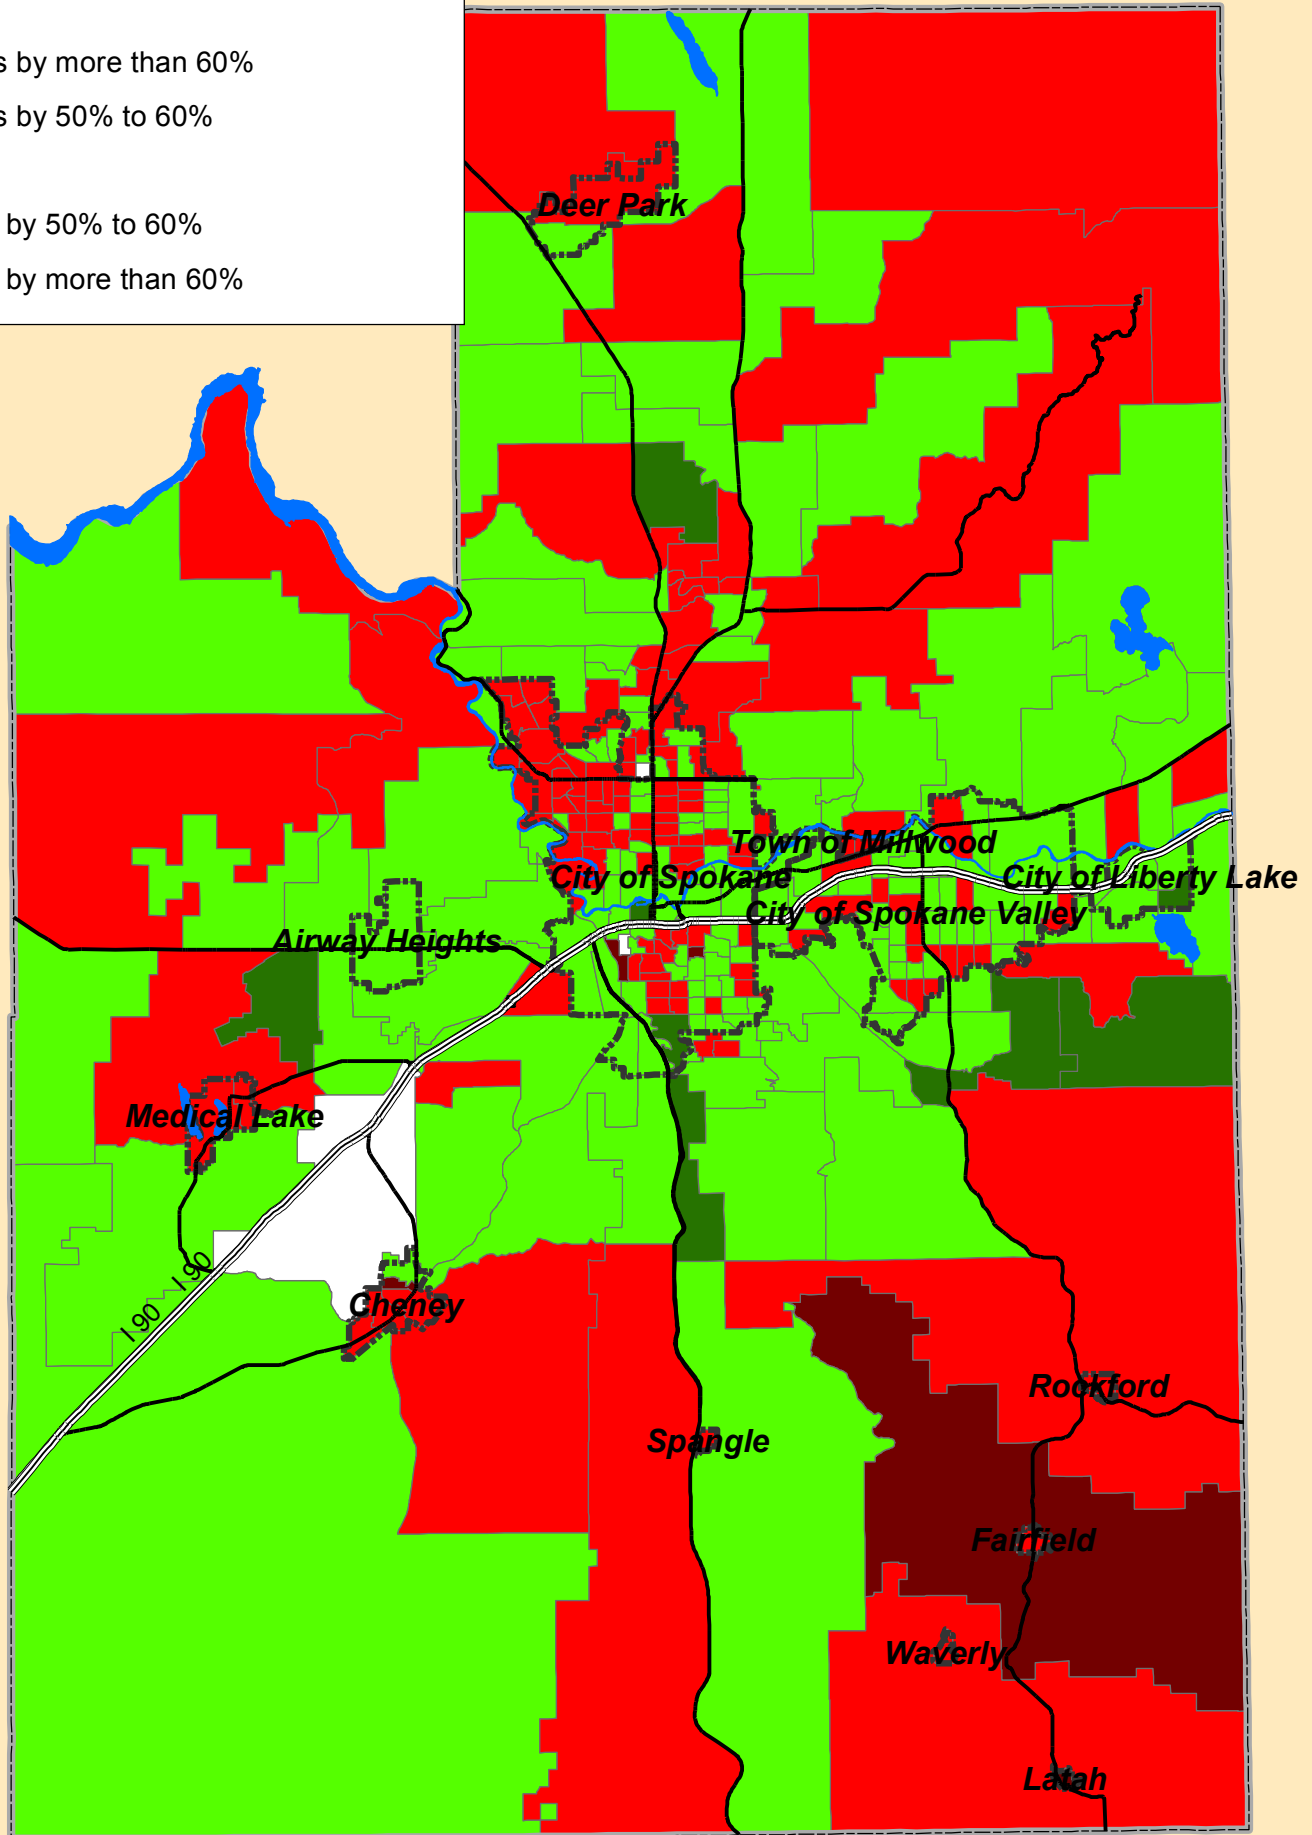 s by more than 60%
s by 50% to 60%
by 50% to 60%
by more than 60%
Deer Park
Town of Millwood
City of Spokane
City of Liberty Lake
City of Spokane Valley
Airway Heights
Medical Lake
I 90
I 90
Cheney
Rockford
Spangle
Fairfield
Waverly
Latah